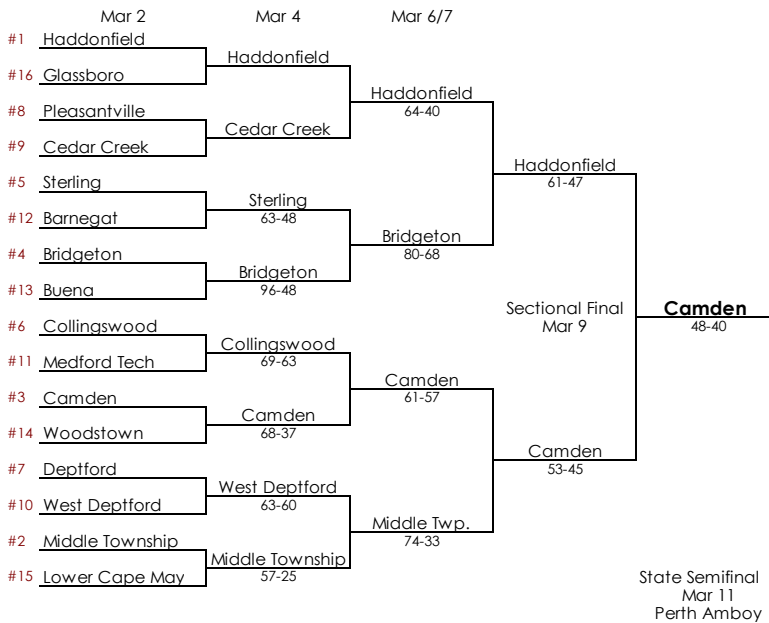 Mar 2
Mar 4
Mar 6/7
#1 Haddonfield
Haddonfield
#16 Glassboro
Haddonfield
64-40
#8 Pleasantville
Cedar Creek
#9 Cedar Creek
Haddonfield
61-47
#5 Sterling
Sterling
63-48
#12 Barnegat
Bridgeton
80-68
#4 Bridgeton
Bridgeton
96-48
#13 Buena
Sectional Final
Mar 9
Camden
48-40
#6 Collingswood
Collingswood
69-63
#11 Medford Tech
Camden
61-57
#3 Camden
Camden
68-37
#14 Woodstown
Camden
53-45
#7 Deptford
West Deptford
63-60
#10 West Deptford
Middle Twp.
74-33
#2 Middle Township
Middle Township
57-25
#15 Lower Cape May
State Semifinal
Mar 11
Perth Amboy